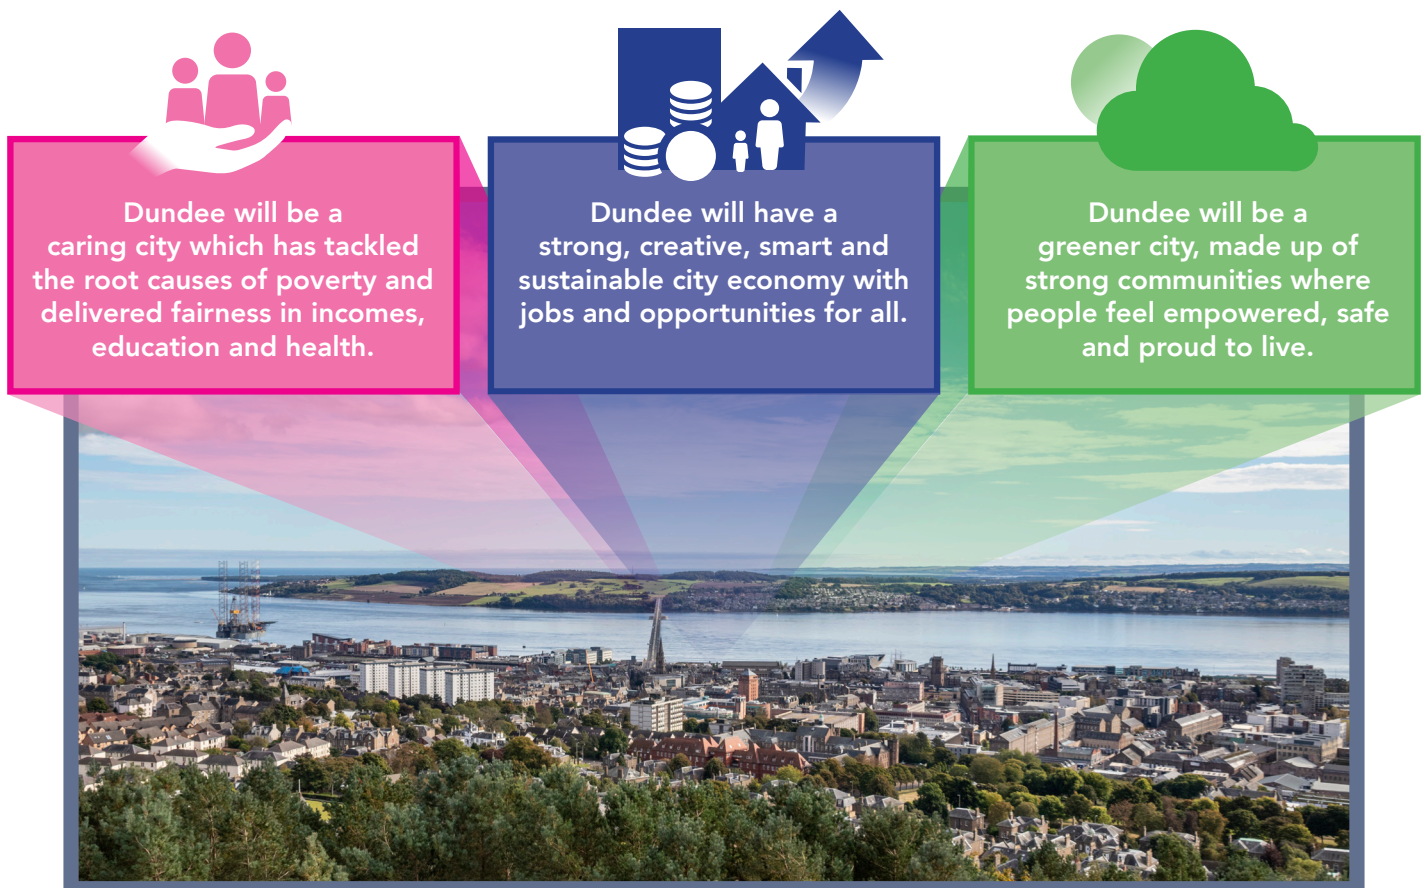 Dundee will be a
caring city which has tackled
the root causes of poverty and
delivered fairness in incomes,
education and health.
Dundee will have a
strong, creative, smart and
sustainable city economy with
jobs and opportunities for all.
Dundee will be a
greener city, made up of
strong communities where
people feel empowered, safe
and proud to live.